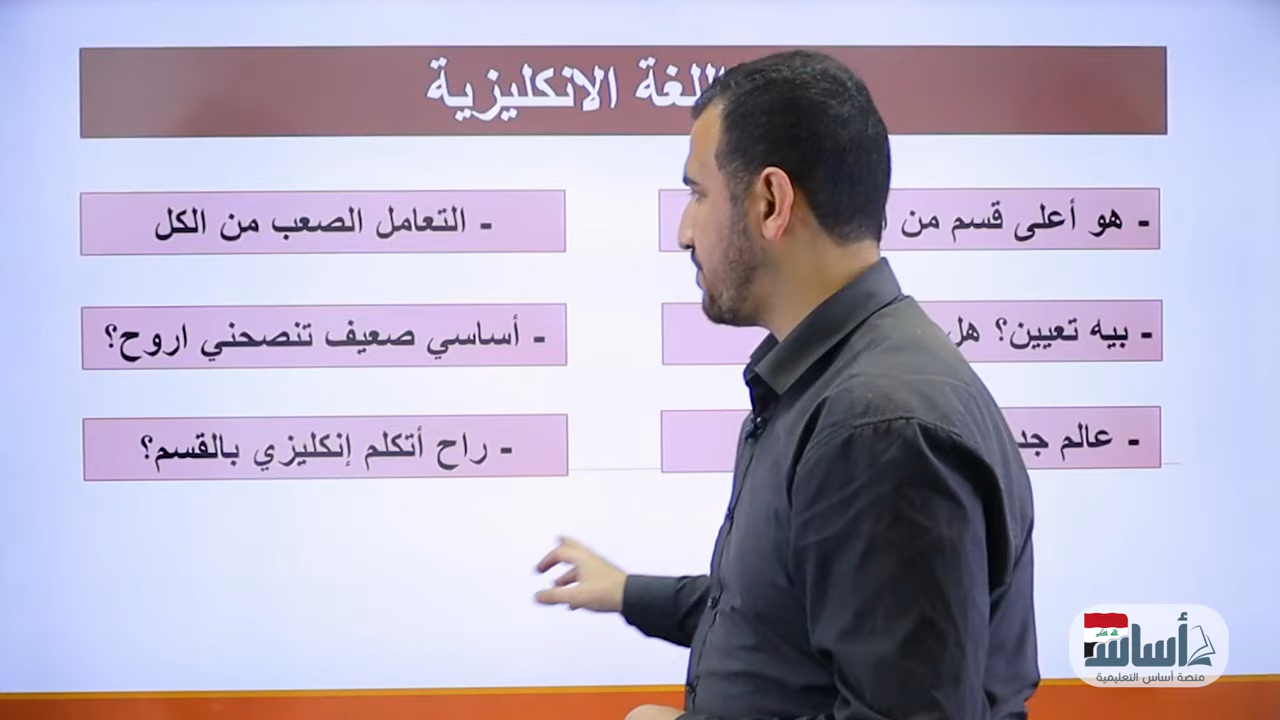 اللغة الانكليزية
- هو أعلى قسم من
- التعامل الصعب من الكل
- بيه تعيين؟ هل
- أساسي صعيف تنصحني اروح؟
- عالم
- راح أتكلم إنكليزي بالقسم؟
أساس
منصة أساس التعليمية